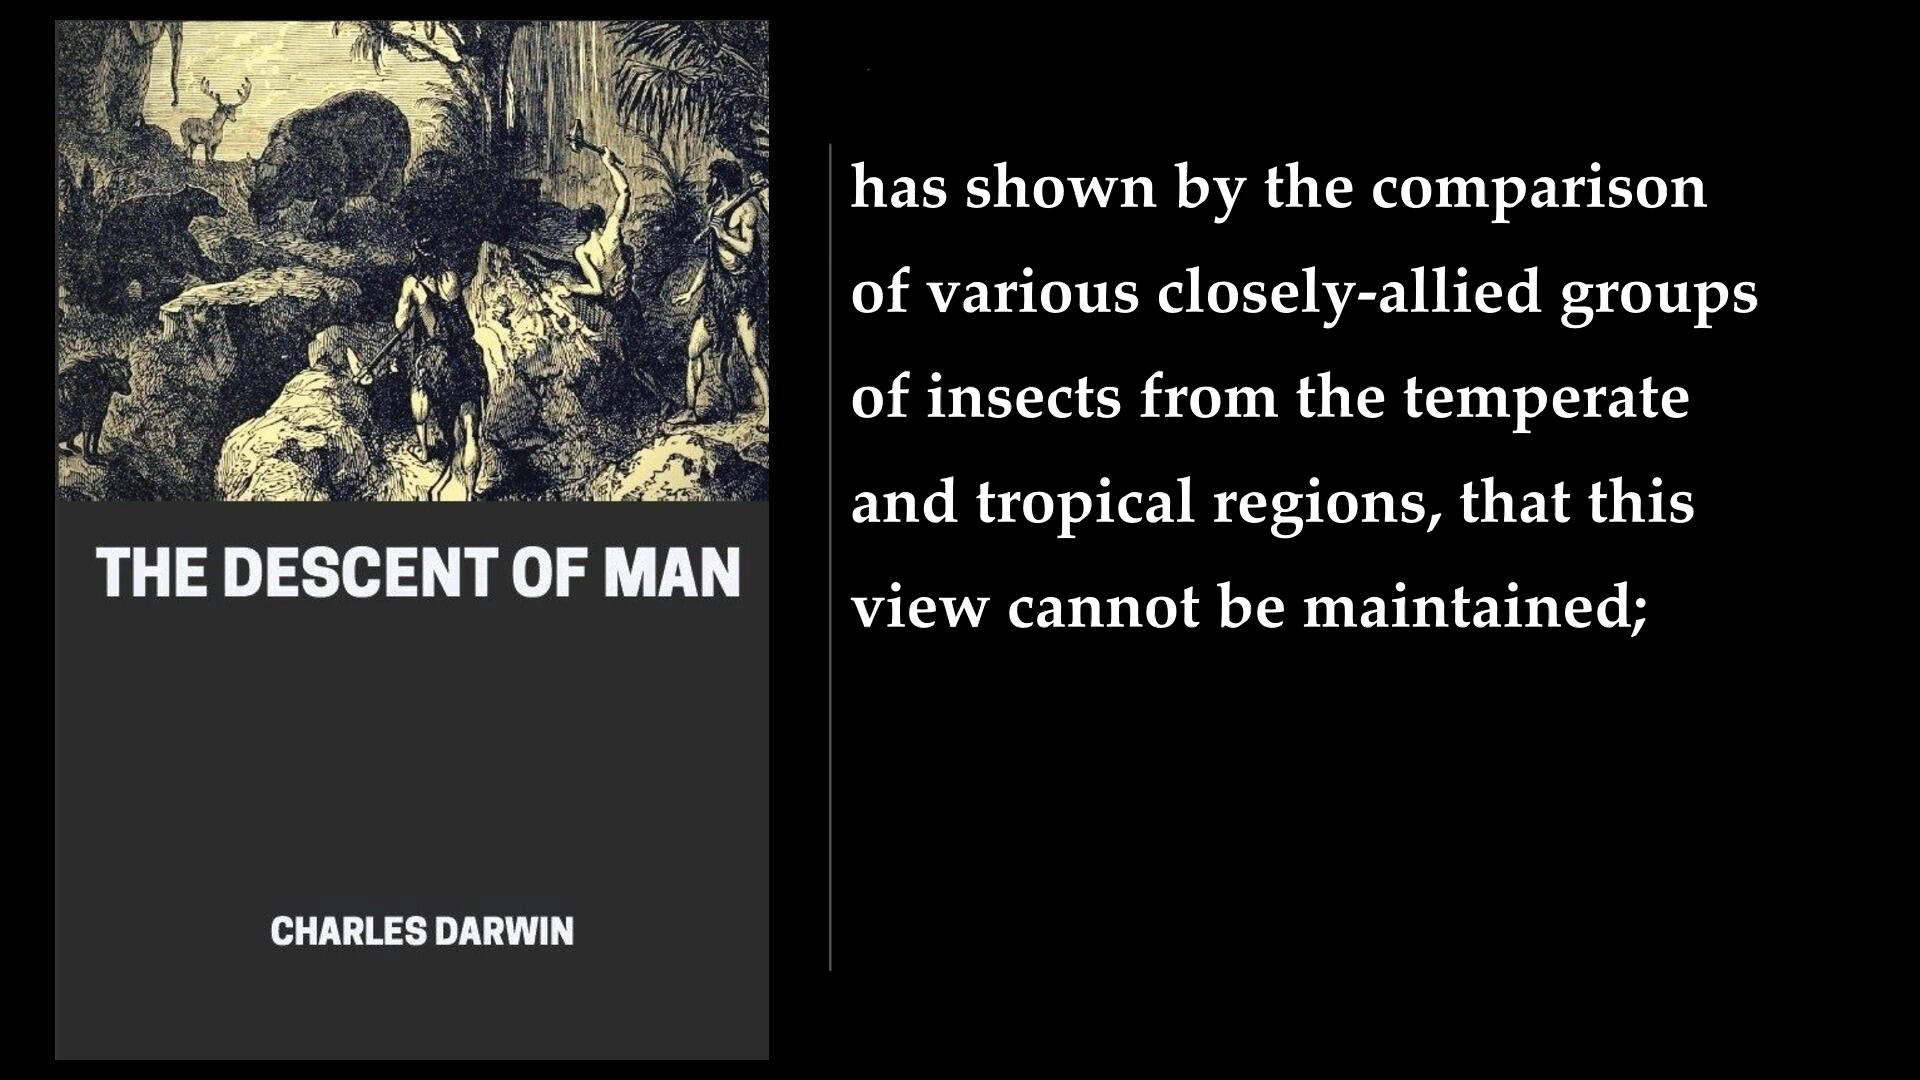 THE DESCENT OF MAN
CHARLES DARWIN
has shown by the comparison
of various closely-allied groups
of insects from the temperate
and tropical regions, that this
view cannot be maintained;